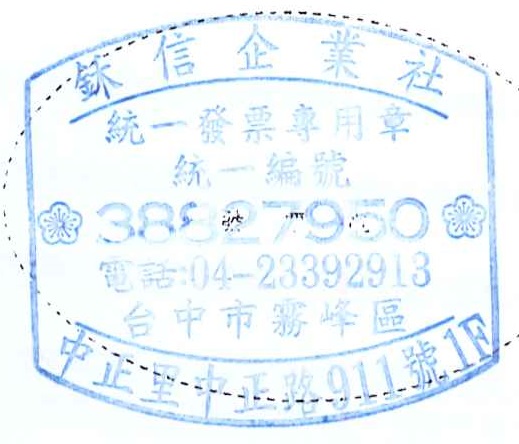 鉌信企業社
統一發票專用章
統一編號
38827950
電話:04-23392913
台中市霧峰區
中正里中正路911號1F